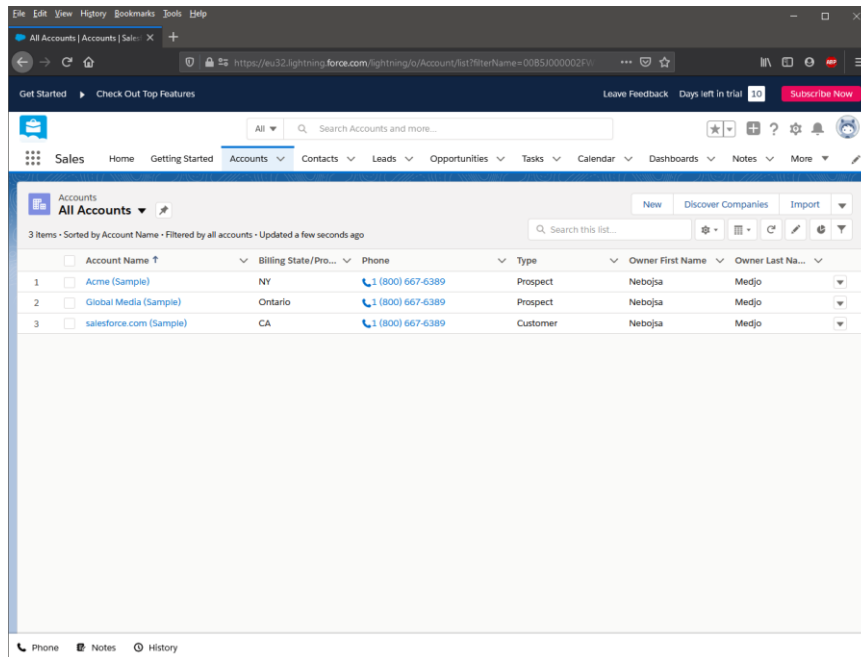 File Edit View History Bookmarks Tools Help
All Accounts | Accounts | Sales
https://eu32.lightning.force.com/lightning/o/Account/list?filterName=00B5J000002FW
ABP
Get Started Check Out Top Features Leave Feedback Days left in trial 10 Subscribe Now
All Search Accounts and more...
Sales Home Getting Started Accounts Contacts Leads Opportunities Tasks Calendar Dashboards Notes More
Accounts
All Accounts
New Discover Companies Import
3 items • Sorted by Account Name • Filtered by all accounts • Updated a few seconds ago
Search this list...
Account Name ↑ Billing State/Pro... Phone Type Owner First Name Owner Last Na...
1 Acme (Sample) NY 1 (800) 667-6389 Prospect Nebojsa Medjo
2 Global Media (Sample) Ontario 1 (800) 667-6389 Prospect Nebojsa Medjo
3 salesforce.com (Sample) CA 1 (800) 667-6389 Customer Nebojsa Medjo
Phone Notes History